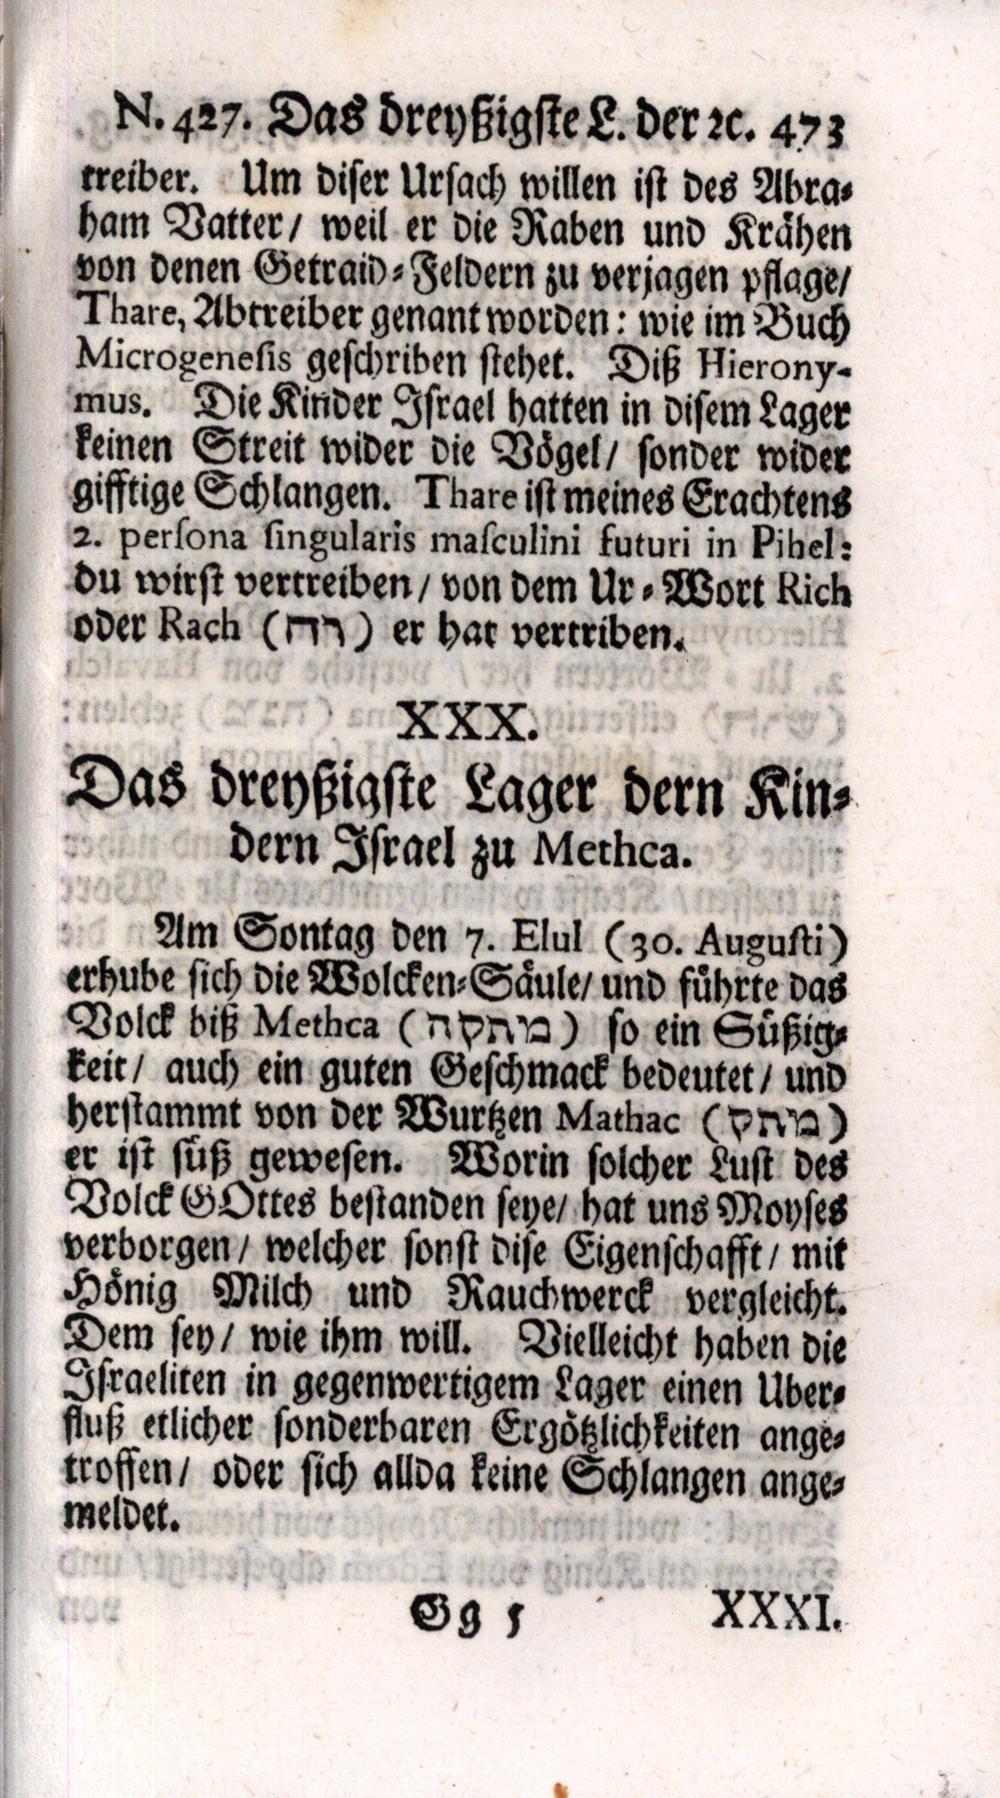 N. 427. Das dreyßigste L. der ꝛc. 473
treiber. Um diser Ursach willen ist des Abra-
ham Vatter/ weil er die Raben und Krähen
von denen Getraid-Feldern zu verjagen pflage/
Thare, Abtreiber genant worden: wie im Buch
Microgenesis geschriben stehet. Diß Hierony-
mus. Die Kinder Israel hatten in disem Lager
keinen Streit wider die Vögel/ sonder wider
gifftige Schlangen. Thare ist meines Erachtens
2. persona singularis masculini futuri in Pihel:
du wirst vertreiben/ von dem Ur-Wort Rich
oder Rach (רח) er hat vertriben.
XXX.
Das dreyßigste Lager dern Kin-
dern Israel zu Methca.
Am Sontag den 7. Elul (30. Augusti)
erhube sich die Wolcken-Säule/ und führte das
Volck biß Methca (מתקה) so ein Süßig-
keit/ auch ein guten Geschmack bedeutet/ und
herstammt von der Wurtzen Mathac (מתק)
er ist süß gewesen. Worin solcher Lust des
Volck GOttes bestanden seye/ hat uns Moyses
verborgen/ welcher sonst dise Eigenschafft/ mit
Hönig Milch und Rauchwerck vergleicht.
Dem sey/ wie ihm will. Vielleicht haben die
Israeliten in gegenwertigem Lager einen Uber-
fluß etlicher sonderbaren Ergötzlichkeiten ange-
troffen/ oder sich allda keine Schlangen ange-
meldet.
Gg 5 XXXI.